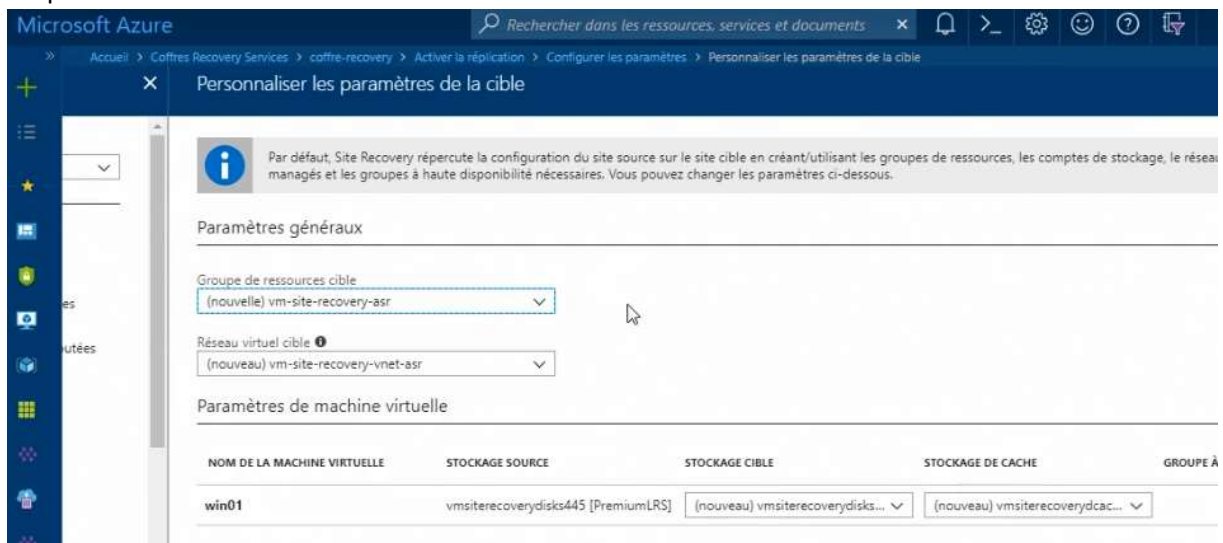 Microsoft Azure
Rechercher dans les ressources, services et documents
Accueil > Coffres Recovery Services > coffre-recovery > Activer la réplication > Configurer les paramètres > Personnaliser les paramètres de la cible
Personnaliser les paramètres de la cible
Par défaut, Site Recovery répercute la configuration du site source sur le site cible en créant/utilisant les groupes de ressources, les comptes de stockage, le réseau
managés et les groupes à haute disponibilité nécessaires. Vous pouvez changer les paramètres ci-dessous.
Paramètres généraux
Groupe de ressources cible
(nouvelle) vm-site-recovery-asr
es
Réseau virtuel cible
utées
(nouveau) vm-site-recovery-vnet-asr
Paramètres de machine virtuelle
NOM DE LA MACHINE VIRTUELLE STOCKAGE SOURCE STOCKAGE CIBLE STOCKAGE DE CACHE GROUPE À
win01 vmsiterecoverydisks445 [PremiumLRS] (nouveau) vmsiterecoverydisks... (nouveau) vmsiterecoverydcac...